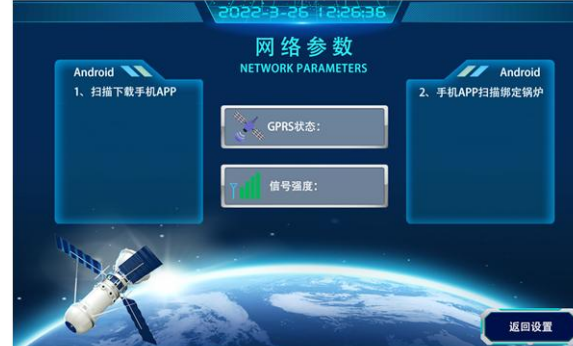 2022-3-26 12:26:36
网络参数
NETWORK PARAMETERS
Android
1、扫描下载手机APP
Android
2、手机APP扫描绑定锅炉
GPRS状态：
信号强度：
返回设置